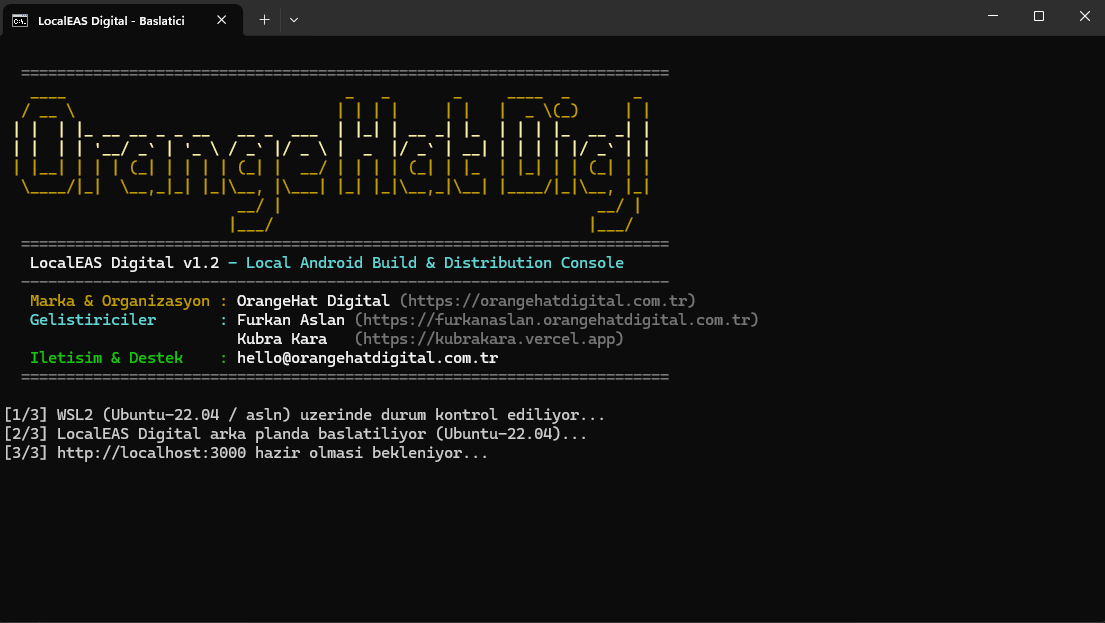 LocalEAS Digital - Baslatici
OrangeHat Digi
LocalEAS Digital v1.2 - Local Android Build & Distribution Console
Marka & Organizasyon : OrangeHat Digital (https://orangehatdigital.com.tr)
Gelistiriciler : Furkan Aslan (https://furkanaslan.orangehatdigital.com.tr)
Kubra Kara (https://kubrakara.vercel.app)
Iletisim & Destek : hello@orangehatdigital.com.tr
[1/3] WSL2 (Ubuntu-22.04 / asln) uzerinde durum kontrol ediliyor...
[2/3] LocalEAS Digital arka planda baslatiliyor (Ubuntu-22.04)...
[3/3] http://localhost:3000 hazir olmasi bekleniyor...